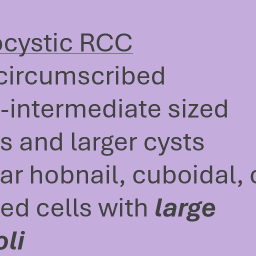 ocystic RCC
circumscribed
-intermediate sized
s and larger cysts
ar hobnail, cuboidal, c
ed cells with large
oli